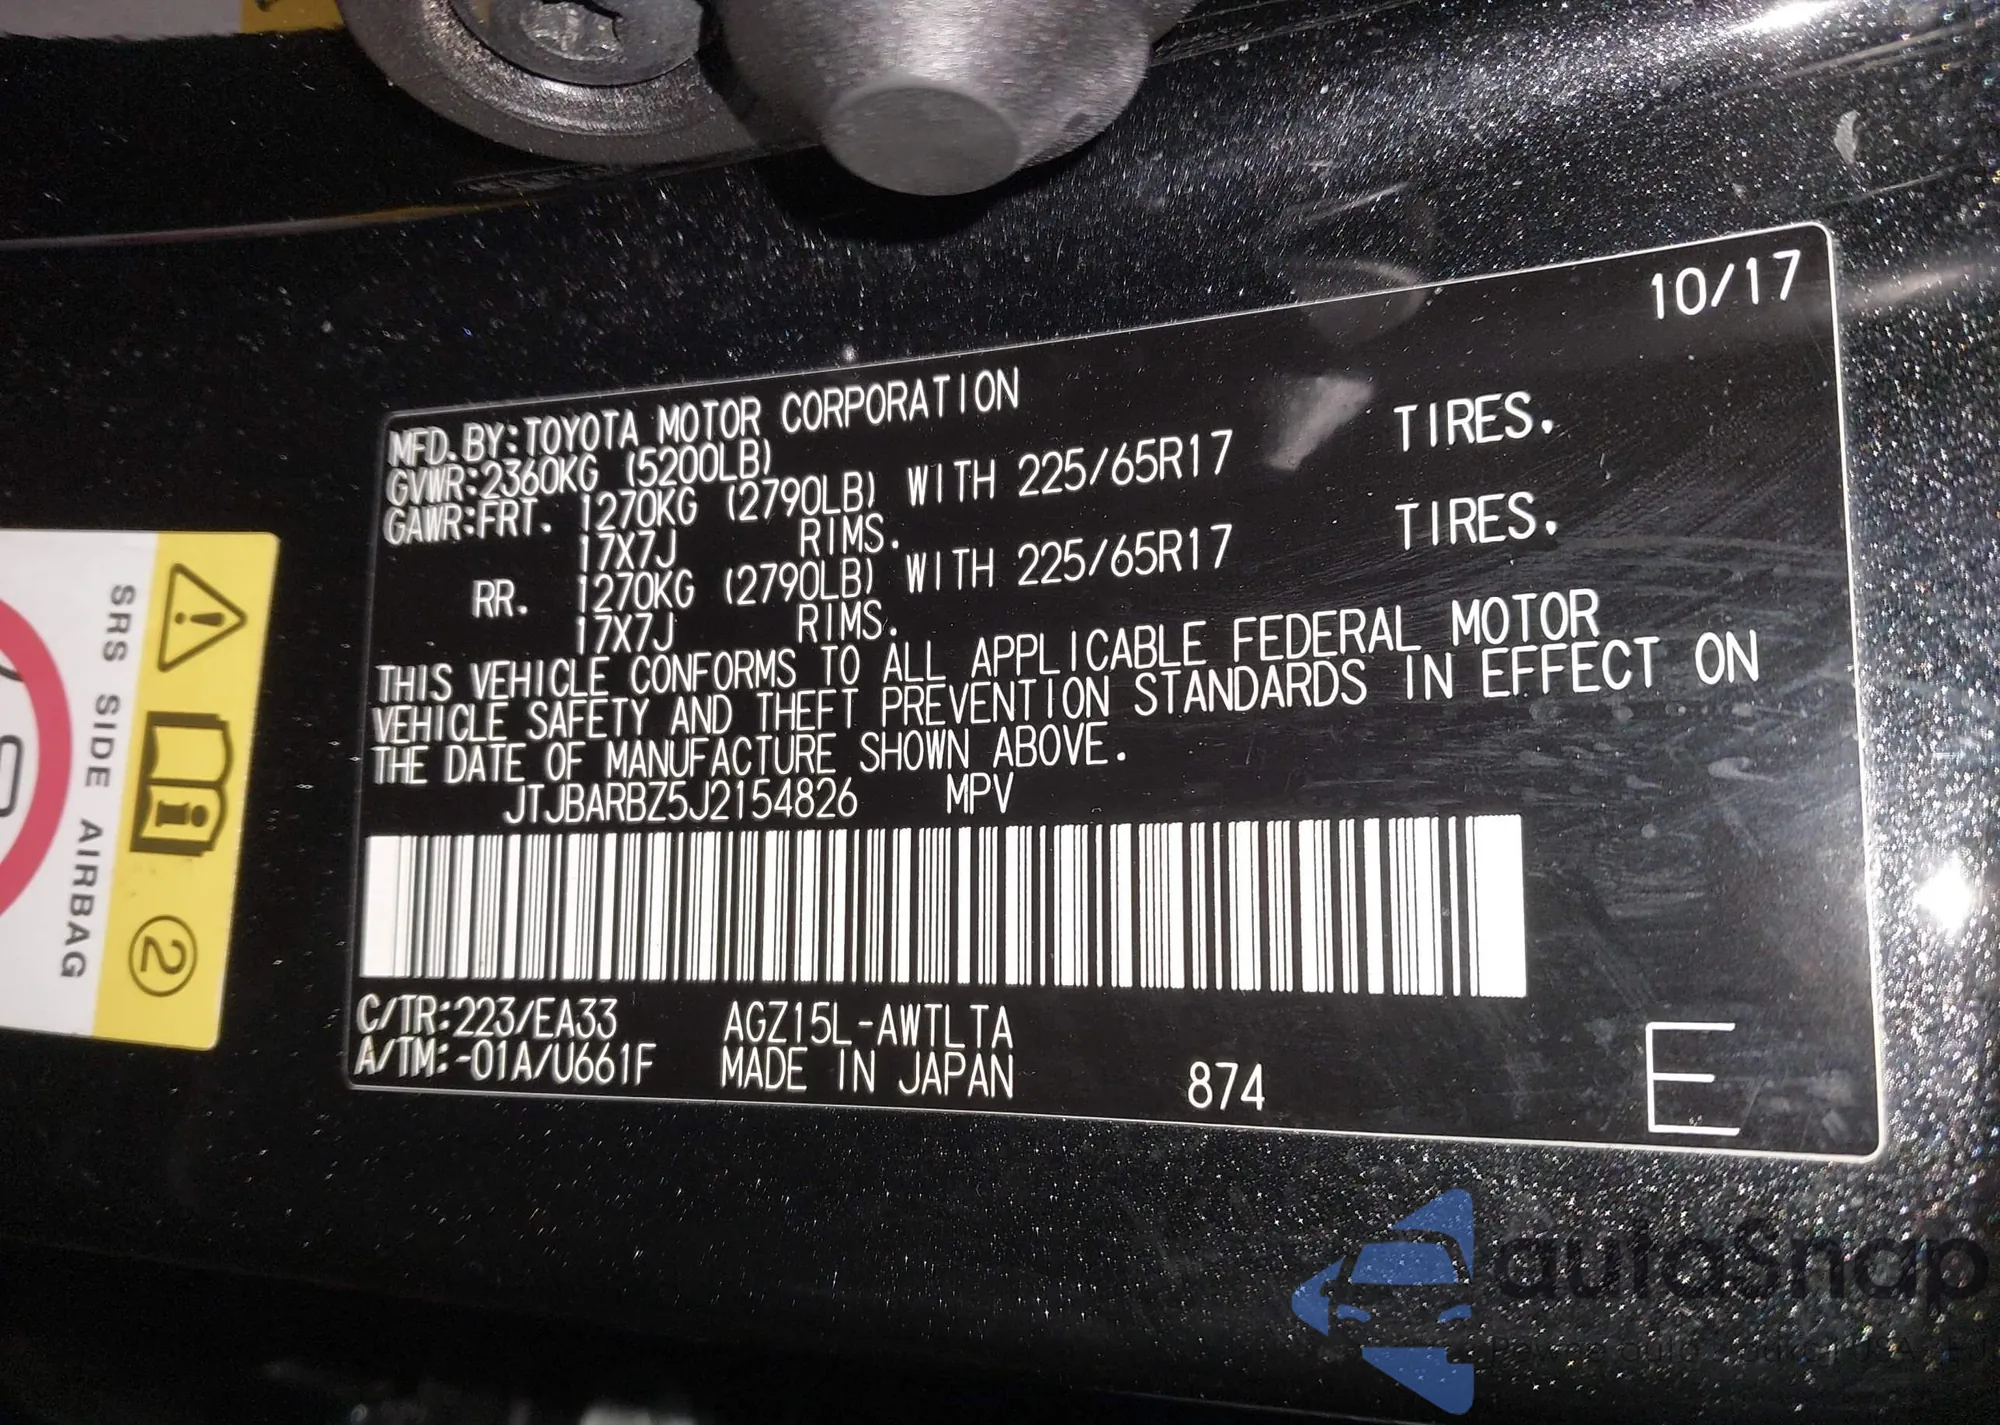 10/17
MFD.BY:TOYOTA MOTOR CORPORATION
GVWR:2360KG (5200LB)
GAWR:FRT. 1270KG (2790LB) WITH 225/65R17 TIRES.
17X7J RIMS.
RR. 1270KG (2790LB) WITH 225/65R17 TIRES.
17X7J RIMS.
THIS VEHICLE CONFORMS TO ALL APPLICABLE FEDERAL MOTOR
VEHICLE SAFETY AND THEFT PREVENTION STANDARDS IN EFFECT ON
THE DATE OF MANUFACTURE SHOWN ABOVE.
JTJBARBZ5J2154826 MPV
C/TR:223/EA33 AGZ15L-AWTLTA
A/TM:-01A/U661F MADE IN JAPAN 874
E
SRS SIDE AIRBAG
2
autoSnap